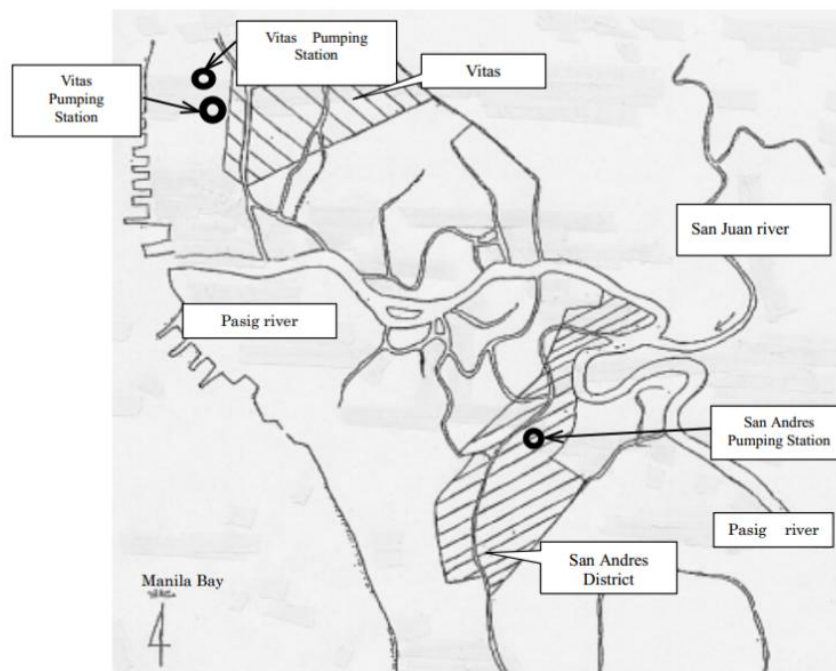 Vitas Pumping
Station
Vitas
Vitas
Pumping
Station
San Juan river
Pasig river
San Andres
Pumping Station
Pasig river
San Andres
District
Manila Bay